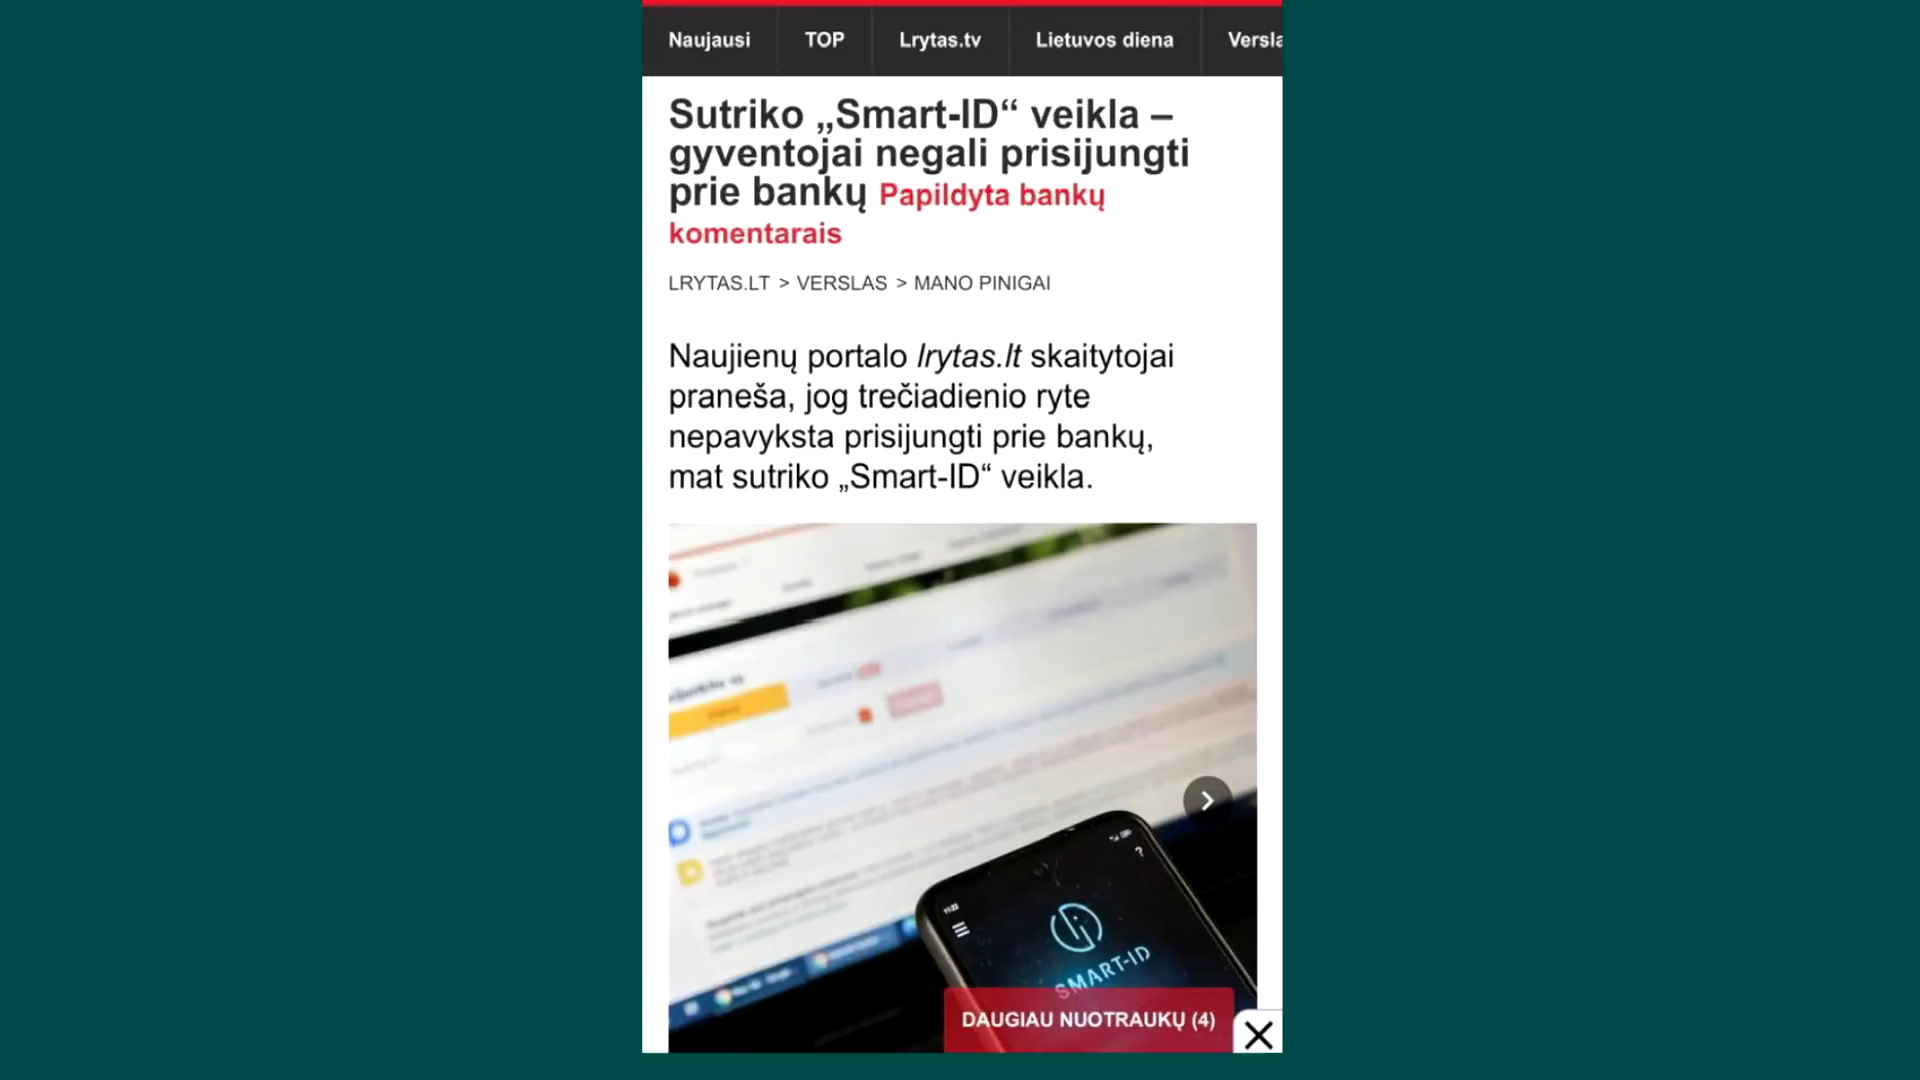 Naujausi TOP Lrytas.tv Lietuvos diena
Sutriko „Smart-ID“ veikla –
gyventojai negali prisijungti
prie bankų Papildyta bankų
komentarais
LRYTAS.LT > VERSLAS > MANO PINIGAI
Naujienų portalo lrytas.lt skaitytojai
praneša, jog trečiadienio ryte
nepavyksta prisijungti prie bankų,
mat sutriko „Smart-ID“ veikla.
SMART-ID
DAUGIAU NUOTRAUKŲ (4)